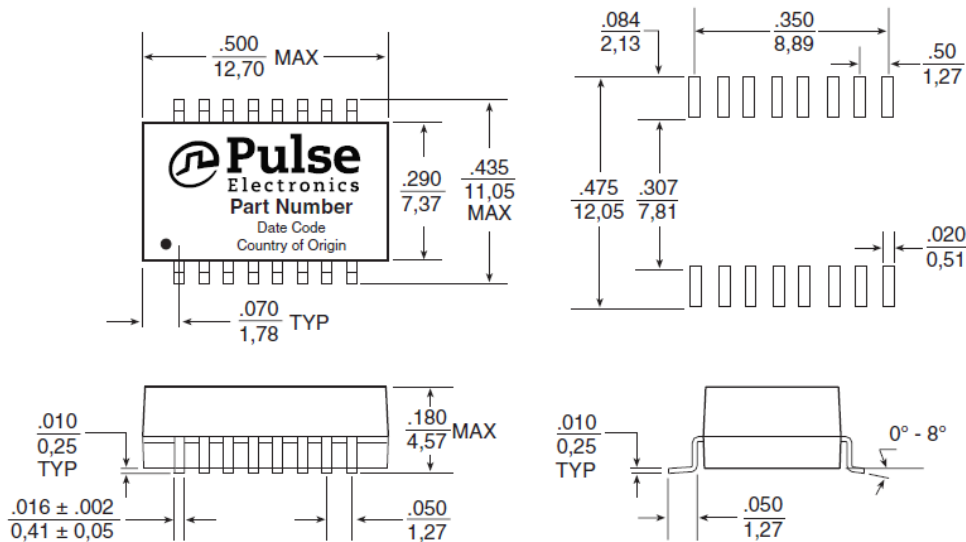 .500
12,70
MAX
Pulse
Electronics
Part Number
Date Code
Country of Origin
.290
7,37
.435
11,05
MAX
.070
1,78
TYP
.084
2,13
.350
8,89
.50
1,27
.475
12,05
.307
7,81
.020
0,51
.010
0,25
TYP
.180
4,57
MAX
.016 ± .002
0,41 ± 0,05
.050
1,27
.010
0,25
TYP
0° - 8°
.050
1,27